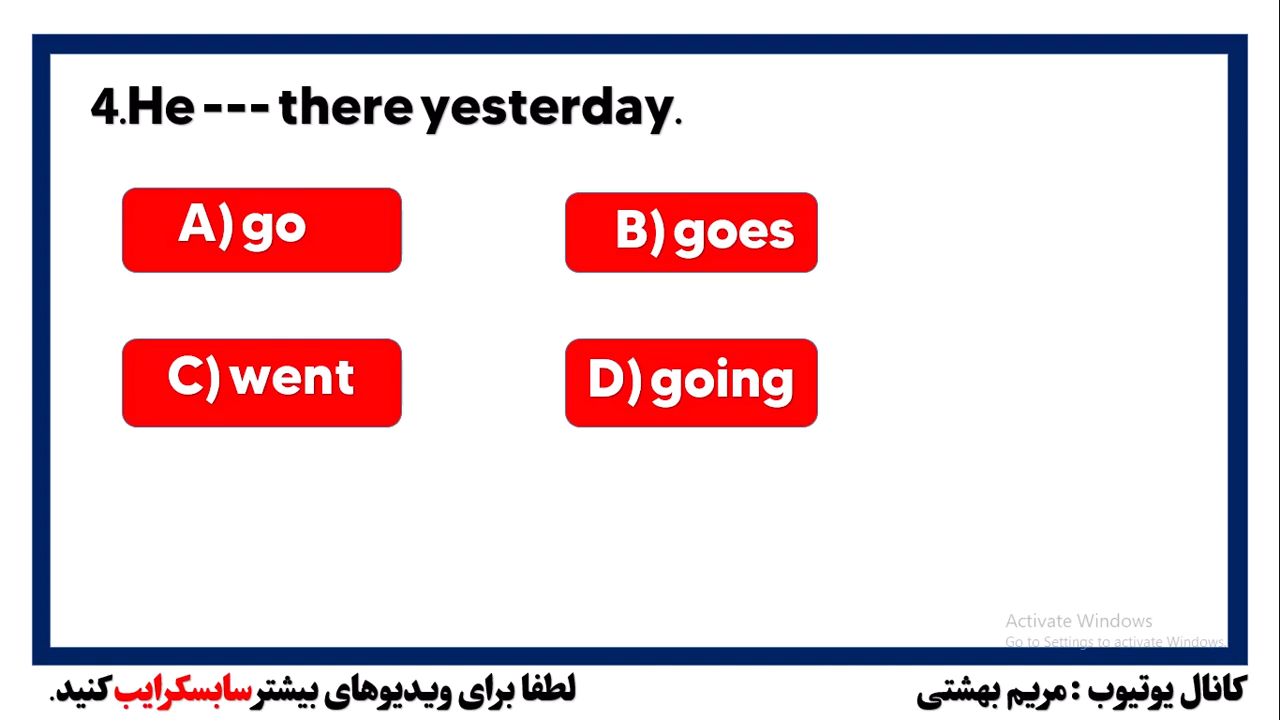 4.He --- there yesterday.
A) go
B) goes
C) went
D) going
Activate Windows
Go to Settings to activate Windows.
کانال یوتیوب : مریم بهشتی
لطفا برای ویدیوهای بیشتر سابسکرایب کنید.